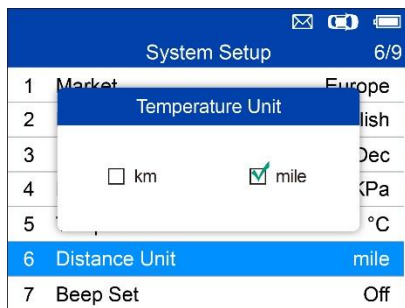 System Setup 6/9
1 Market Europe
Temperature Unit
2 lish
3 Dec
km mile
4 KPa
5 °C
6 Distance Unit mile
7 Beep Set Off